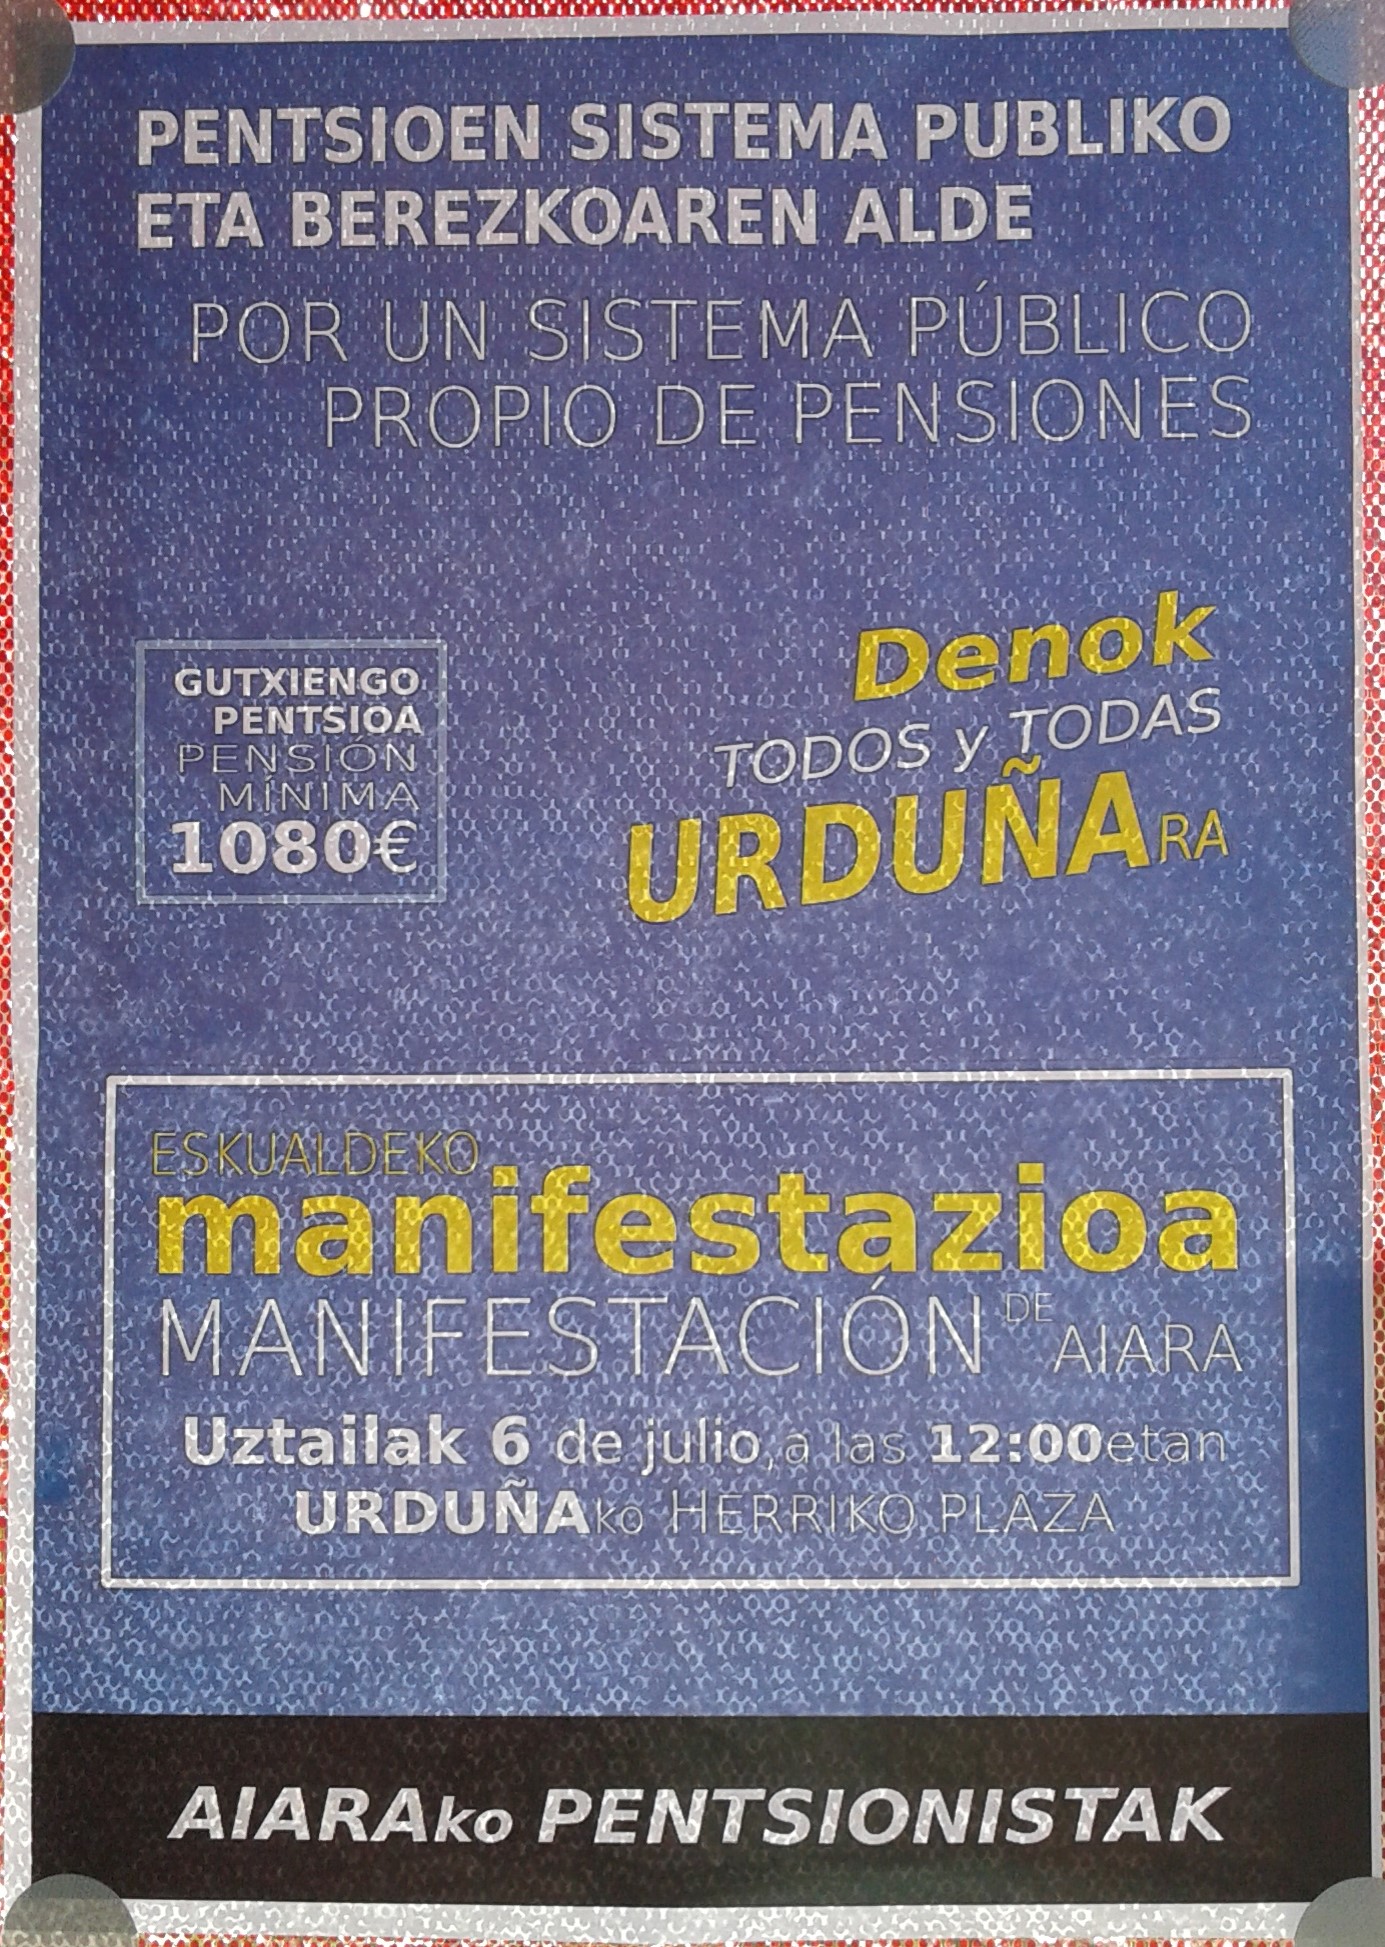 PENTSIOEN SISTEMA PUBLIKO
ETA BEREZKOAREN ALDE
POR UN SISTEMA PÚBLICO
PROPIO DE PENSIONES
Denok
TODOS y TODAS
URDUÑARA
GUTXIENGO
PENTSIOA
PENSIÓN
MÍNIMA
1080€
ESKUALDEKO
manifestazioa
MANIFESTACIÓN DE AIARA
Uztailak 6 de julio, a las 12:00etan
URDUÑAko HERRIKO PLAZA
AIARAko PENTSIONISTAK